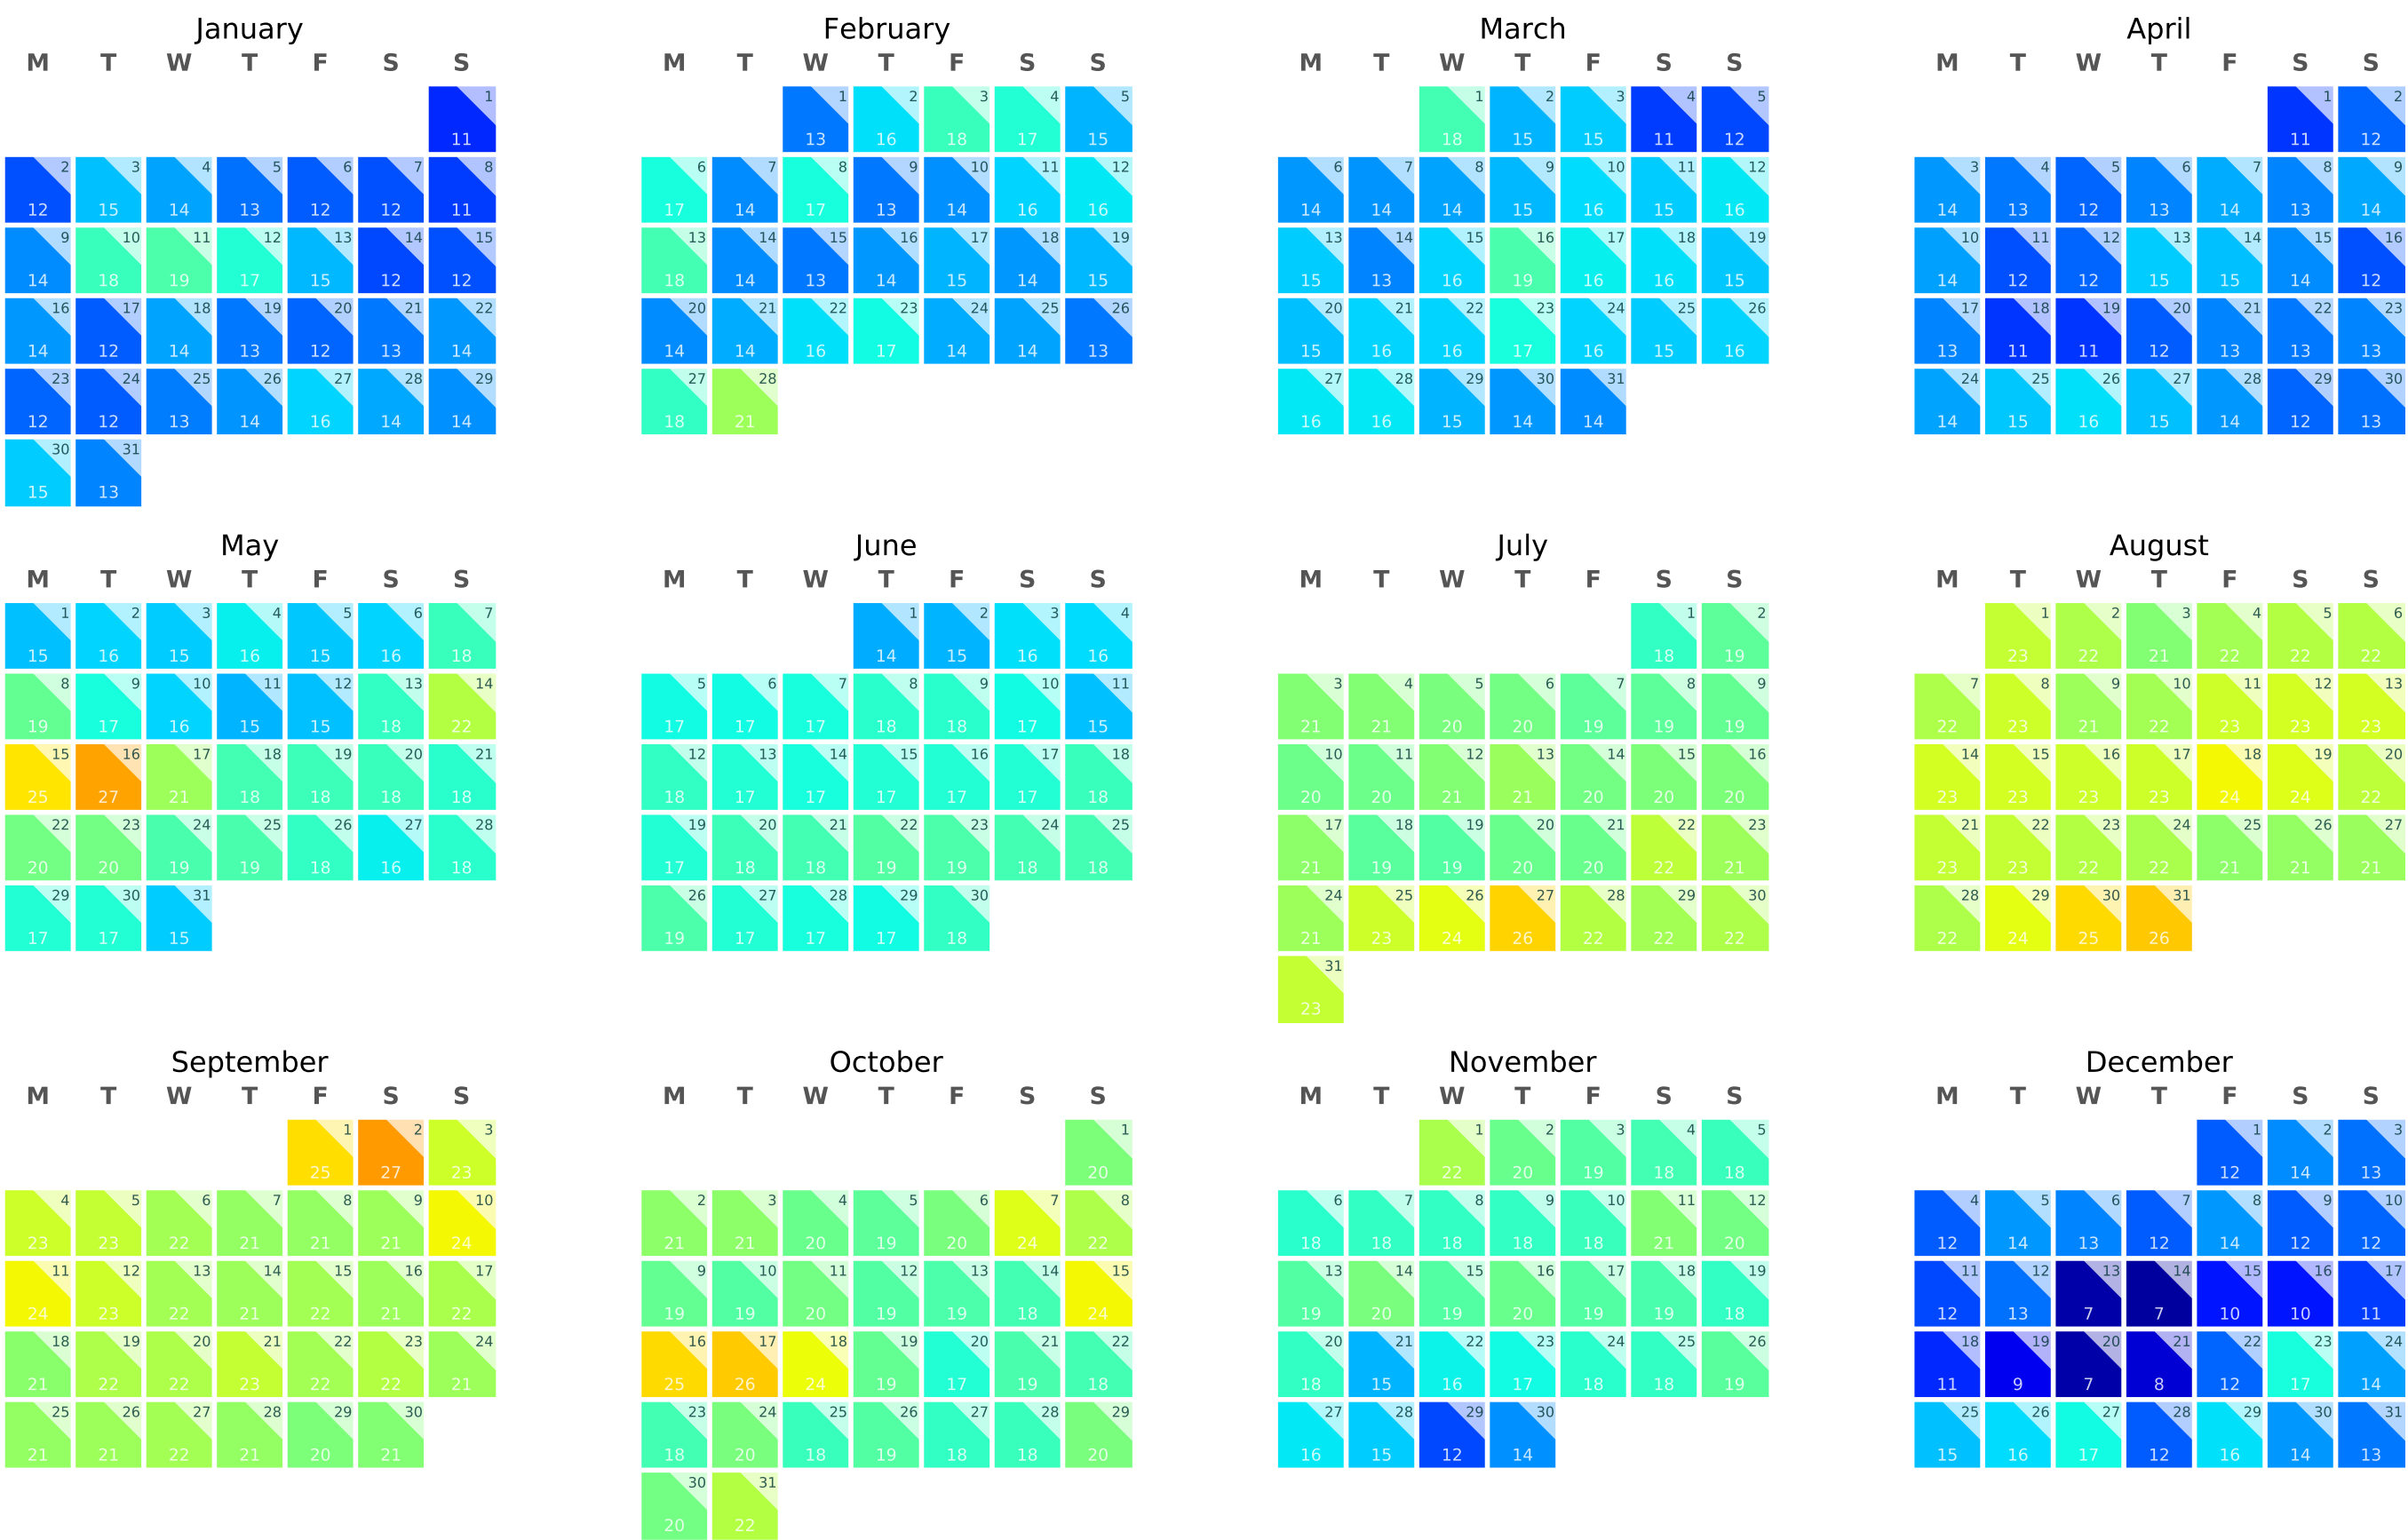 January February March April
M T W T F S S M T W T F S S M T W T F S S M T W T F S S
1 1 2 3 4 5 1 2 3 4 5 1 2
11 13 16 18 17 15 18 15 15 11 12 11 12
2 3 4 5 6 7 8 6 7 8 9 10 11 12 6 7 8 9 10 11 12 3 4 5 6 7 8 9
12 15 14 13 12 12 11 17 14 17 13 14 16 16 14 14 14 15 16 15 16 14 13 12 13 14 13 14
9 10 11 12 13 14 15 13 14 15 16 17 18 19 13 14 15 16 17 18 19 10 11 12 13 14 15 16
14 18 19 17 15 12 12 18 14 13 14 15 14 15 15 13 16 19 17 16 15 14 12 12 15 15 14 12
16 17 18 19 20 21 22 20 21 22 23 24 25 26 20 21 22 23 24 25 26 17 18 19 20 21 22 23
14 12 14 13 12 13 14 14 14 16 17 14 14 13 15 16 16 17 16 15 16 13 11 11 12 13 13 13
23 24 25 26 27 28 29 27 28 27 28 29 30 31 24 25 26 27 28 29 30
12 12 13 14 16 14 14 18 21 16 16 15 14 14 14 15 16 15 14 12 13
30 31
15 13
May June July August
M T W T F S S M T W T F S S M T W T F S S M T W T F S S
1 2 3 4 5 6 7 1 2 3 4 1 2 1 2 3 4 5 6
15 16 15 16 15 16 18 14 15 16 16 18 19 23 22 21 22 22 22
8 9 10 11 12 13 14 5 6 7 8 9 10 11 3 4 5 6 7 8 9 7 8 9 10 11 12 13
19 17 16 15 15 18 22 17 17 17 18 18 17 15 21 21 20 20 19 19 19 22 23 21 22 23 23 23
15 16 17 18 19 20 21 12 13 14 15 16 17 18 10 11 12 13 14 15 16 14 15 16 17 18 19 20
25 27 21 18 18 18 18 18 17 17 17 17 17 18 20 20 21 21 20 20 20 23 23 23 23 24 24 22
22 23 24 25 26 27 28 19 20 21 22 23 24 25 17 18 19 20 21 22 23 21 22 23 24 25 26 27
20 20 19 19 18 16 18 17 18 18 19 19 18 18 21 19 19 20 20 22 21 23 23 22 22 21 21 21
29 30 31 26 27 28 29 30 24 25 26 27 28 29 30 28 29 30 31
17 17 15 19 17 17 17 18 21 23 24 26 22 22 22 22 24 25 26
31
23
September October November December
M T W T F S S M T W T F S S M T W T F S S M T W T F S S
1 2 3 1 1 2 3 4 5 1 2 3
25 27 23 20 22 20 19 18 18 12 14 13
4 5 6 7 8 9 10 2 3 4 5 6 7 8 6 7 8 9 10 11 12 4 5 6 7 8 9 10
23 23 22 21 21 21 24 21 21 20 19 20 24 22 18 18 18 18 18 21 20 12 14 13 12 14 12 12
11 12 13 14 15 16 17 9 10 11 12 13 14 15 13 14 15 16 17 18 19 11 12 13 14 15 16 17
24 23 22 21 22 21 22 19 19 20 19 19 18 24 19 20 19 20 19 19 18 12 13 7 7 10 10 11
18 19 20 21 22 23 24 16 17 18 19 20 21 22 20 21 22 23 24 25 26 18 19 20 21 22 23 24
21 22 22 23 22 22 21 25 26 24 19 17 19 18 18 15 16 17 18 18 19 11 9 7 8 12 17 14
25 26 27 28 29 30 23 24 25 26 27 28 29 27 28 29 30 25 26 27 28 29 30 31
21 21 22 21 20 21 18 20 18 19 18 18 20 16 15 12 14 15 16 17 12 16 14 13
30 31
20 22